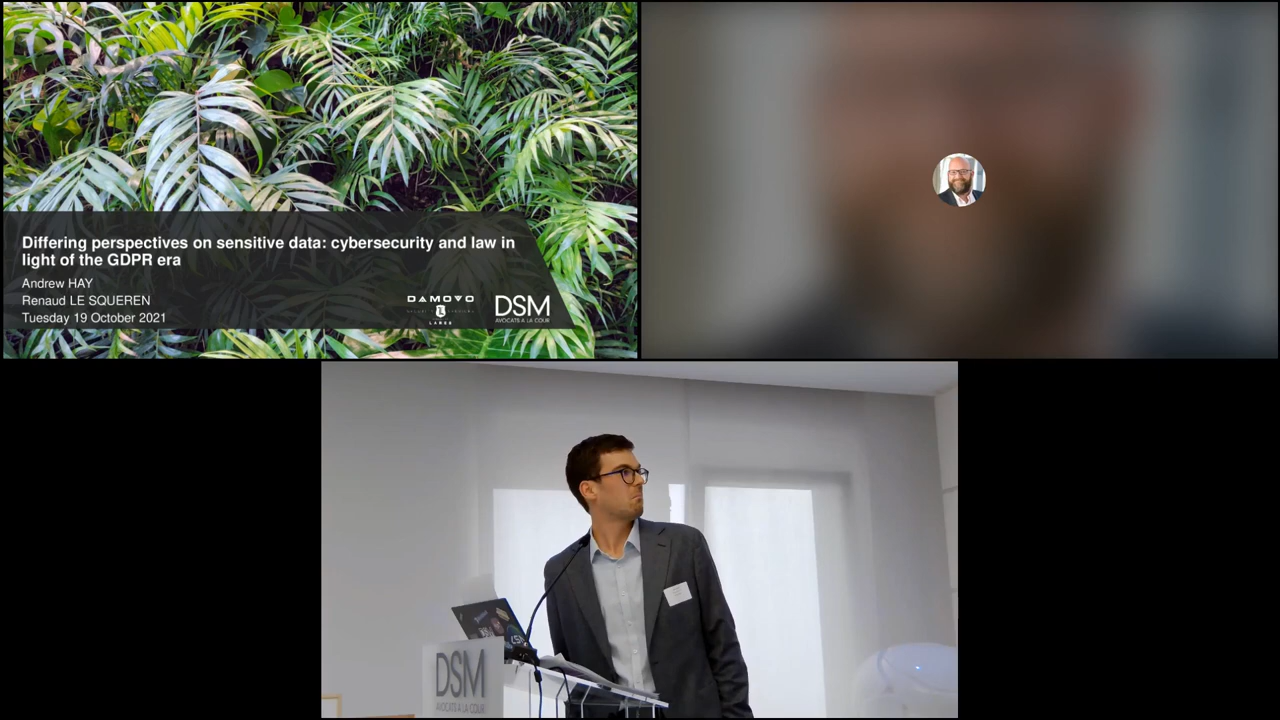 Differing perspectives on sensitive data: cybersecurity and law in
light of the GDPR era
Andrew HAY
Renaud LE SQUEREN
Tuesday 19 October 2021
DAMOVO
LARES
DSM
AVOCATS A LA COUR
DSM
AVOCATS A LA COUR